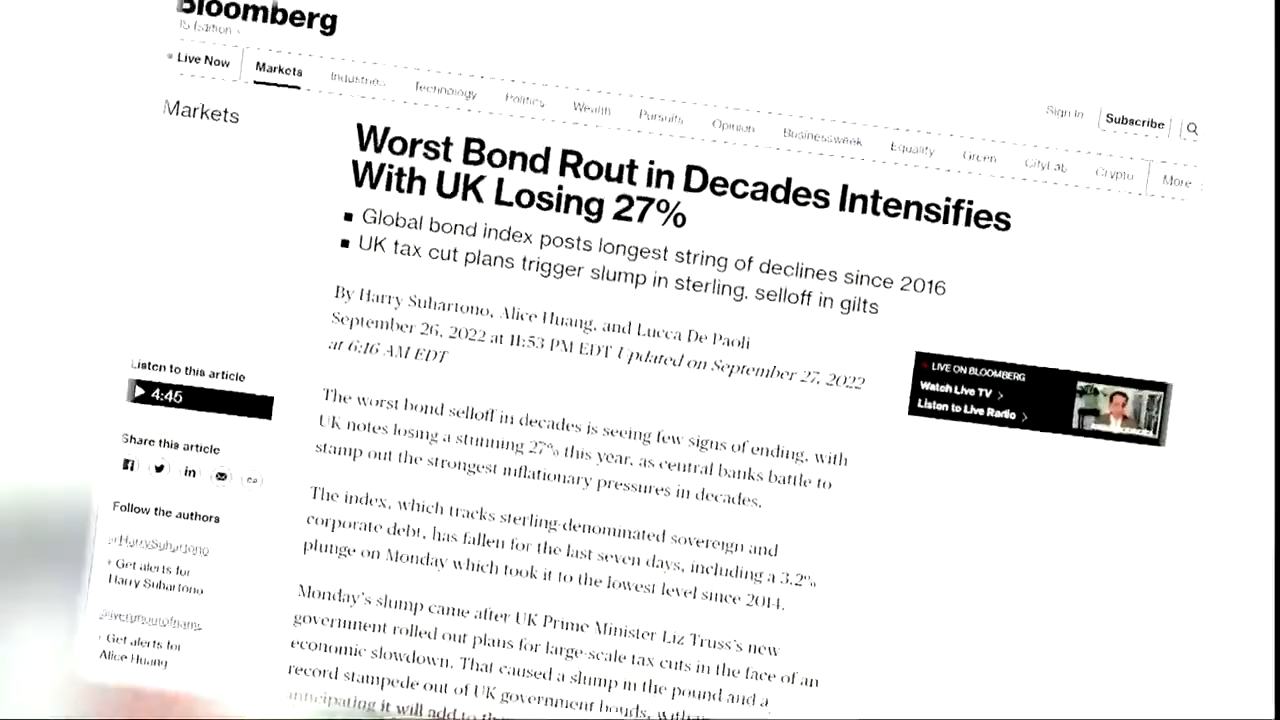 Bloomberg
Live Now
Markets
Industries
Technology
Politics
Wealth
Pursuits
Opinion
Businessweek
Equality
Green
CityLab
Crypto
More
Sign In
Subscribe
Markets
Worst Bond Rout in Decades Intensifies
With UK Losing 27%
Global bond index posts longest string of declines since 2016
UK tax cut plans trigger slump in sterling, selloff in gilts
By Harry Suhartono, Alice Huang, and Lucca De Paoli
September 26, 2022 at 11:53 PM EDT Updated on September 27, 2022
at 6:16 AM EDT
LIVE ON BLOOMBERG
Watch Live TV >
Listen to Live Radio >
Listen to this article
4:45
Share this article
Follow the authors
@HarrySuhartono
+ Get alerts for
Harry Suhartono
+ Get alerts for
Alice Huang
The worst bond selloff in decades is seeing few signs of ending, with
UK notes losing a stunning 27% this year, as central banks battle to
stamp out the strongest inflationary pressures in decades.
The index, which tracks sterling-denominated sovereign and
corporate debt, has fallen for the last seven days, including a 3.2%
plunge on Monday which took it to the lowest level since 2014.
Monday's slump came after UK Prime Minister Liz Truss's new
government rolled out plans for large-scale tax cuts in the face of an
economic slowdown. That caused a slump in the pound and a
record stampede out of UK government bonds, with
anticipating it will add to